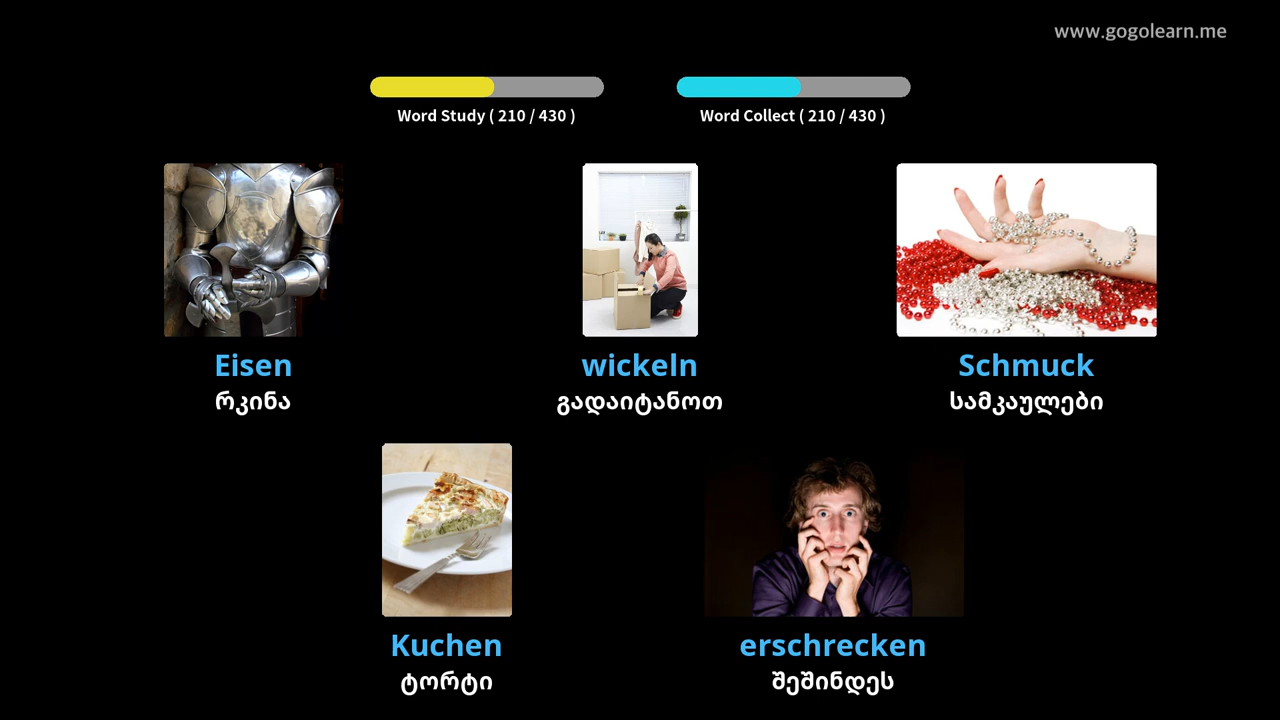 www.gogolearn.me
Word Study ( 210 / 430 )
Word Collect ( 210 / 430 )
Eisen
რკინა
wickeln
გადაიტანოთ
Schmuck
სამკაულები
Kuchen
ტორტი
erschrecken
შეშინდეს